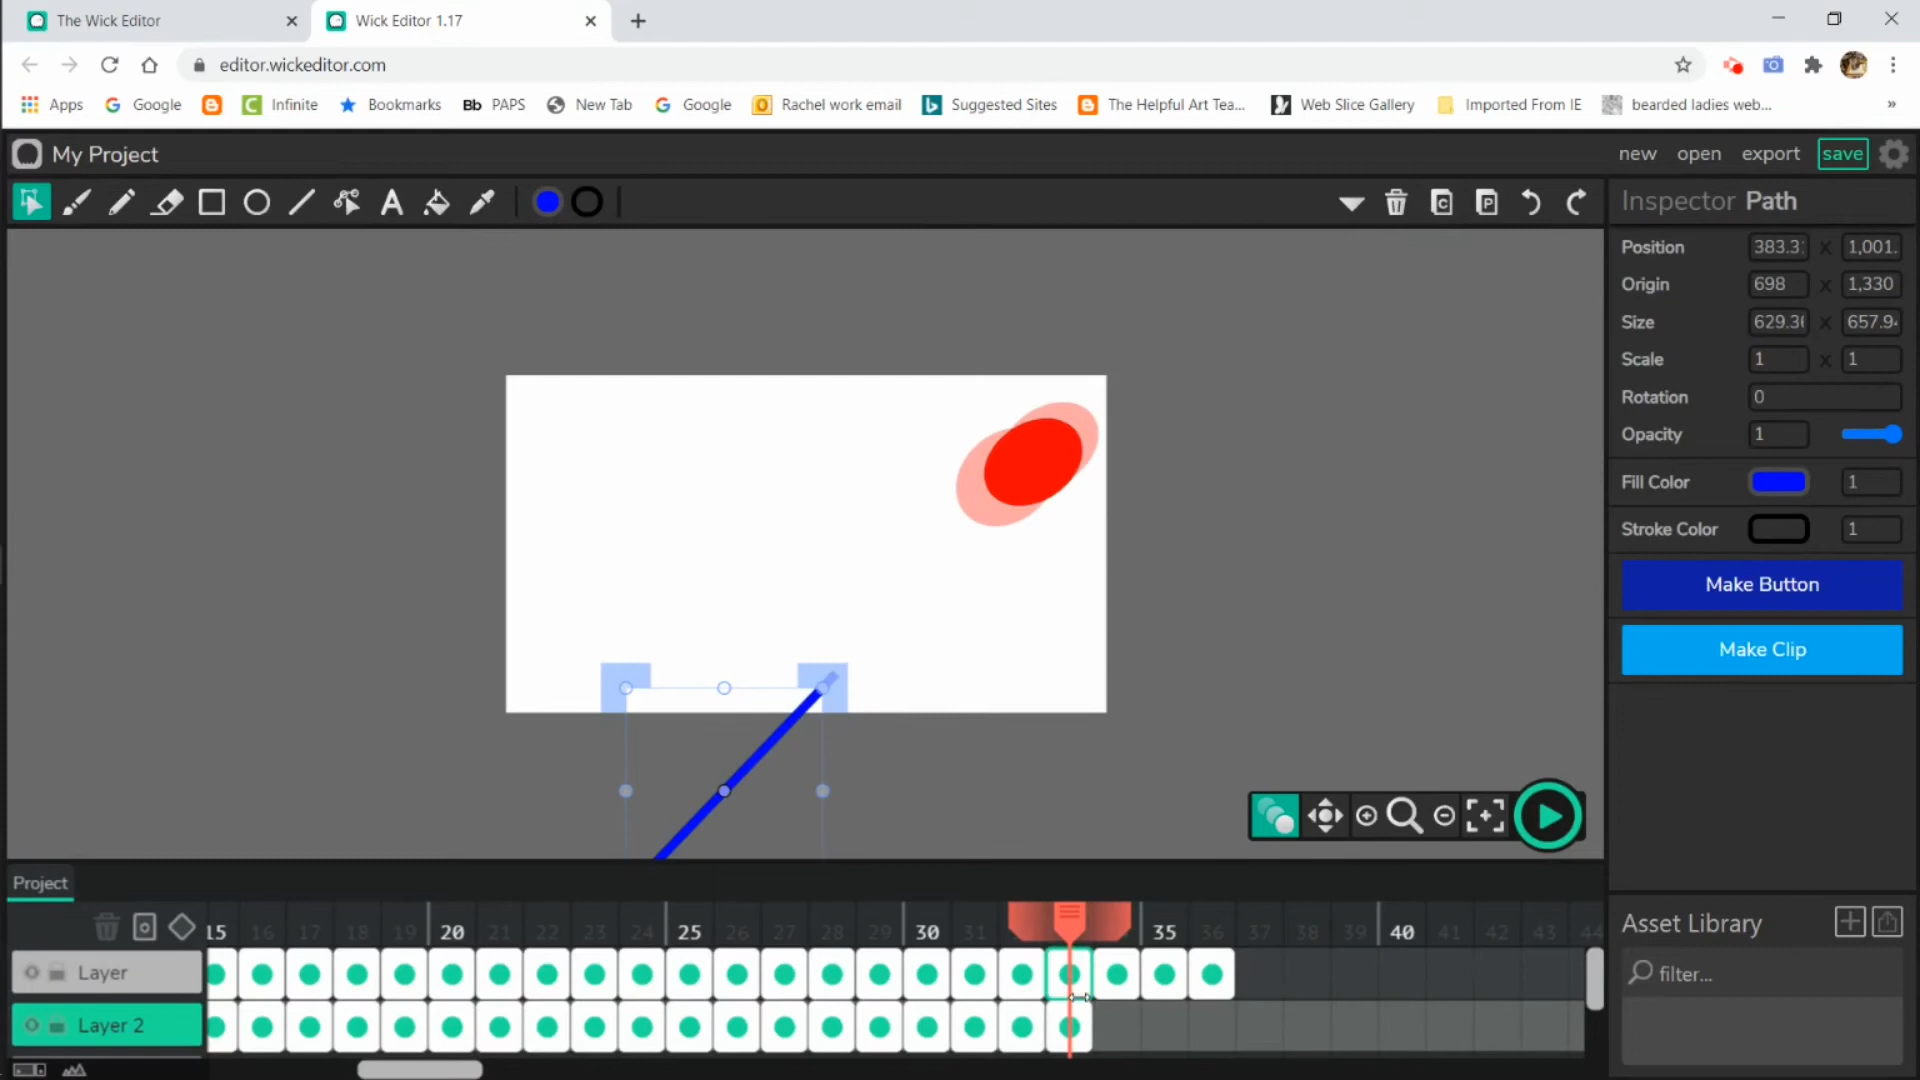 The Wick Editor
Wick Editor 1.17
editor.wickeditor.com
Apps Google Infinite Bookmarks Bb PAPS New Tab Google Rachel work email Suggested Sites The Helpful Art Tea... Web Slice Gallery Imported From IE bearded ladies web... »
My Project
new open export save
A
C P
Inspector Path
Position 383.3 x 1,001.
Origin 698 x 1,330
Size 629.3 x 657.9
Scale 1 x 1
Rotation 0
Opacity 1
Fill Color 1
Stroke Color 1
Make Button
Make Clip
Project
15 16 17 18 19 20 21 22 23 24 25 26 27 28 29 30 31 35 36 37 38 39 40 41 42 43 44
Layer
Layer 2
Asset Library
filter...